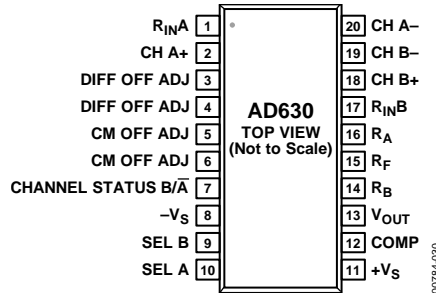 RINA 1
CH A+ 2
DIFF OFF ADJ 3
DIFF OFF ADJ 4
CM OFF ADJ 5
CM OFF ADJ 6
CHANNEL STATUS B/A̅ 7
–VS 8
SEL B 9
SEL A 10
AD630
TOP VIEW
(Not to Scale)
20 CH A–
19 CH B–
18 CH B+
17 RINB
16 RA
15 RF
14 RB
13 VOUT
12 COMP
11 +VS
00784-030